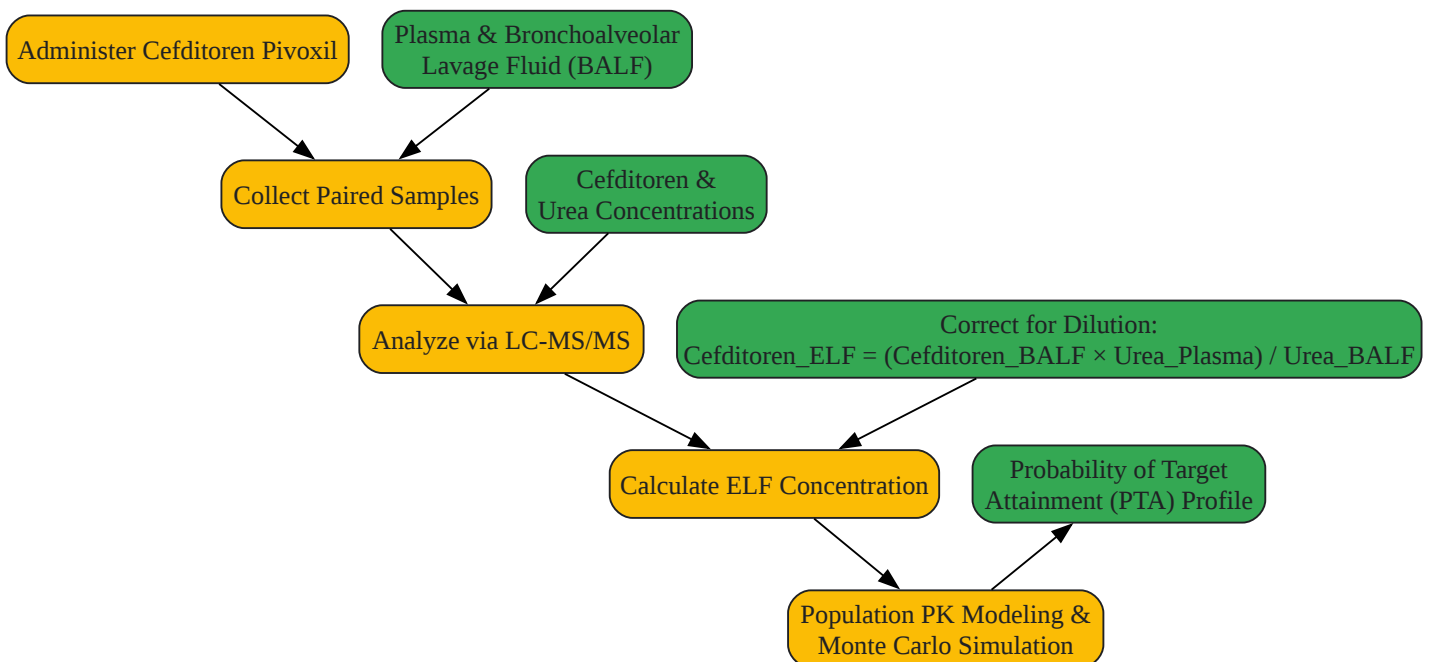 Administer Cefditoren Pivoxil
Plasma & Bronchoalveolar
Lavage Fluid (BALF)
Collect Paired Samples
Cefditoren &
Urea Concentrations
Analyze via LC-MS/MS
Correct for Dilution:
Cefditoren_ELF = (Cefditoren_BALF × Urea_Plasma) / Urea_BALF
Calculate ELF Concentration
Probability of Target
Attainment (PTA) Profile
Population PK Modeling &
Monte Carlo Simulation